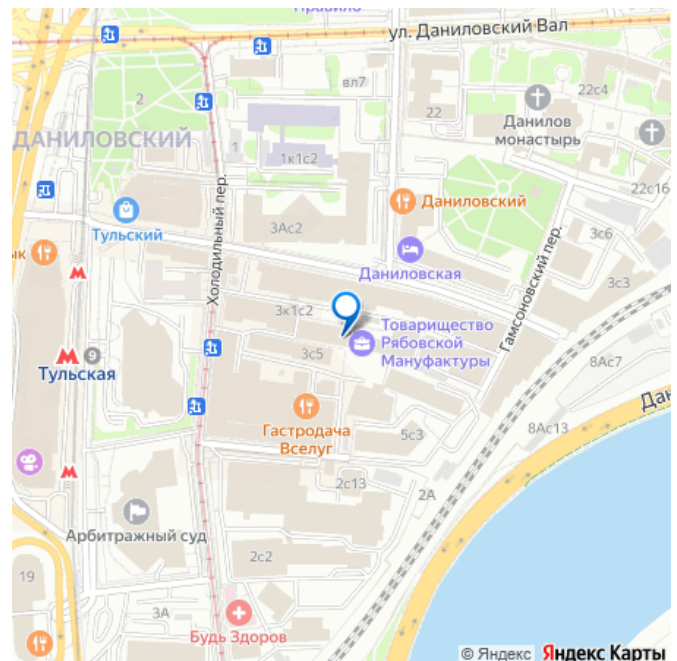 Правило
ул. Даниловский Вал
вл7
2
22
22с4
Данилов
монастырь
ДАНИЛОВСКИЙ
1
1к1с2
22с16
Даниловский
Тульский
3Ас2
Холодильный пер.
Даниловская
Гамсоновский пер.
3с6
3с3
ык
3к1с2
Товарищество
Рябовской
Мануфактуры
3с5
9
Тульская
8Ас7
Дан
8Ас13
Гастродача
Вселуг
5с3
2с13
2А
Арбитражный суд
2с2
19
3А
Будь Здоров
© Яндекс Яндекс Карты